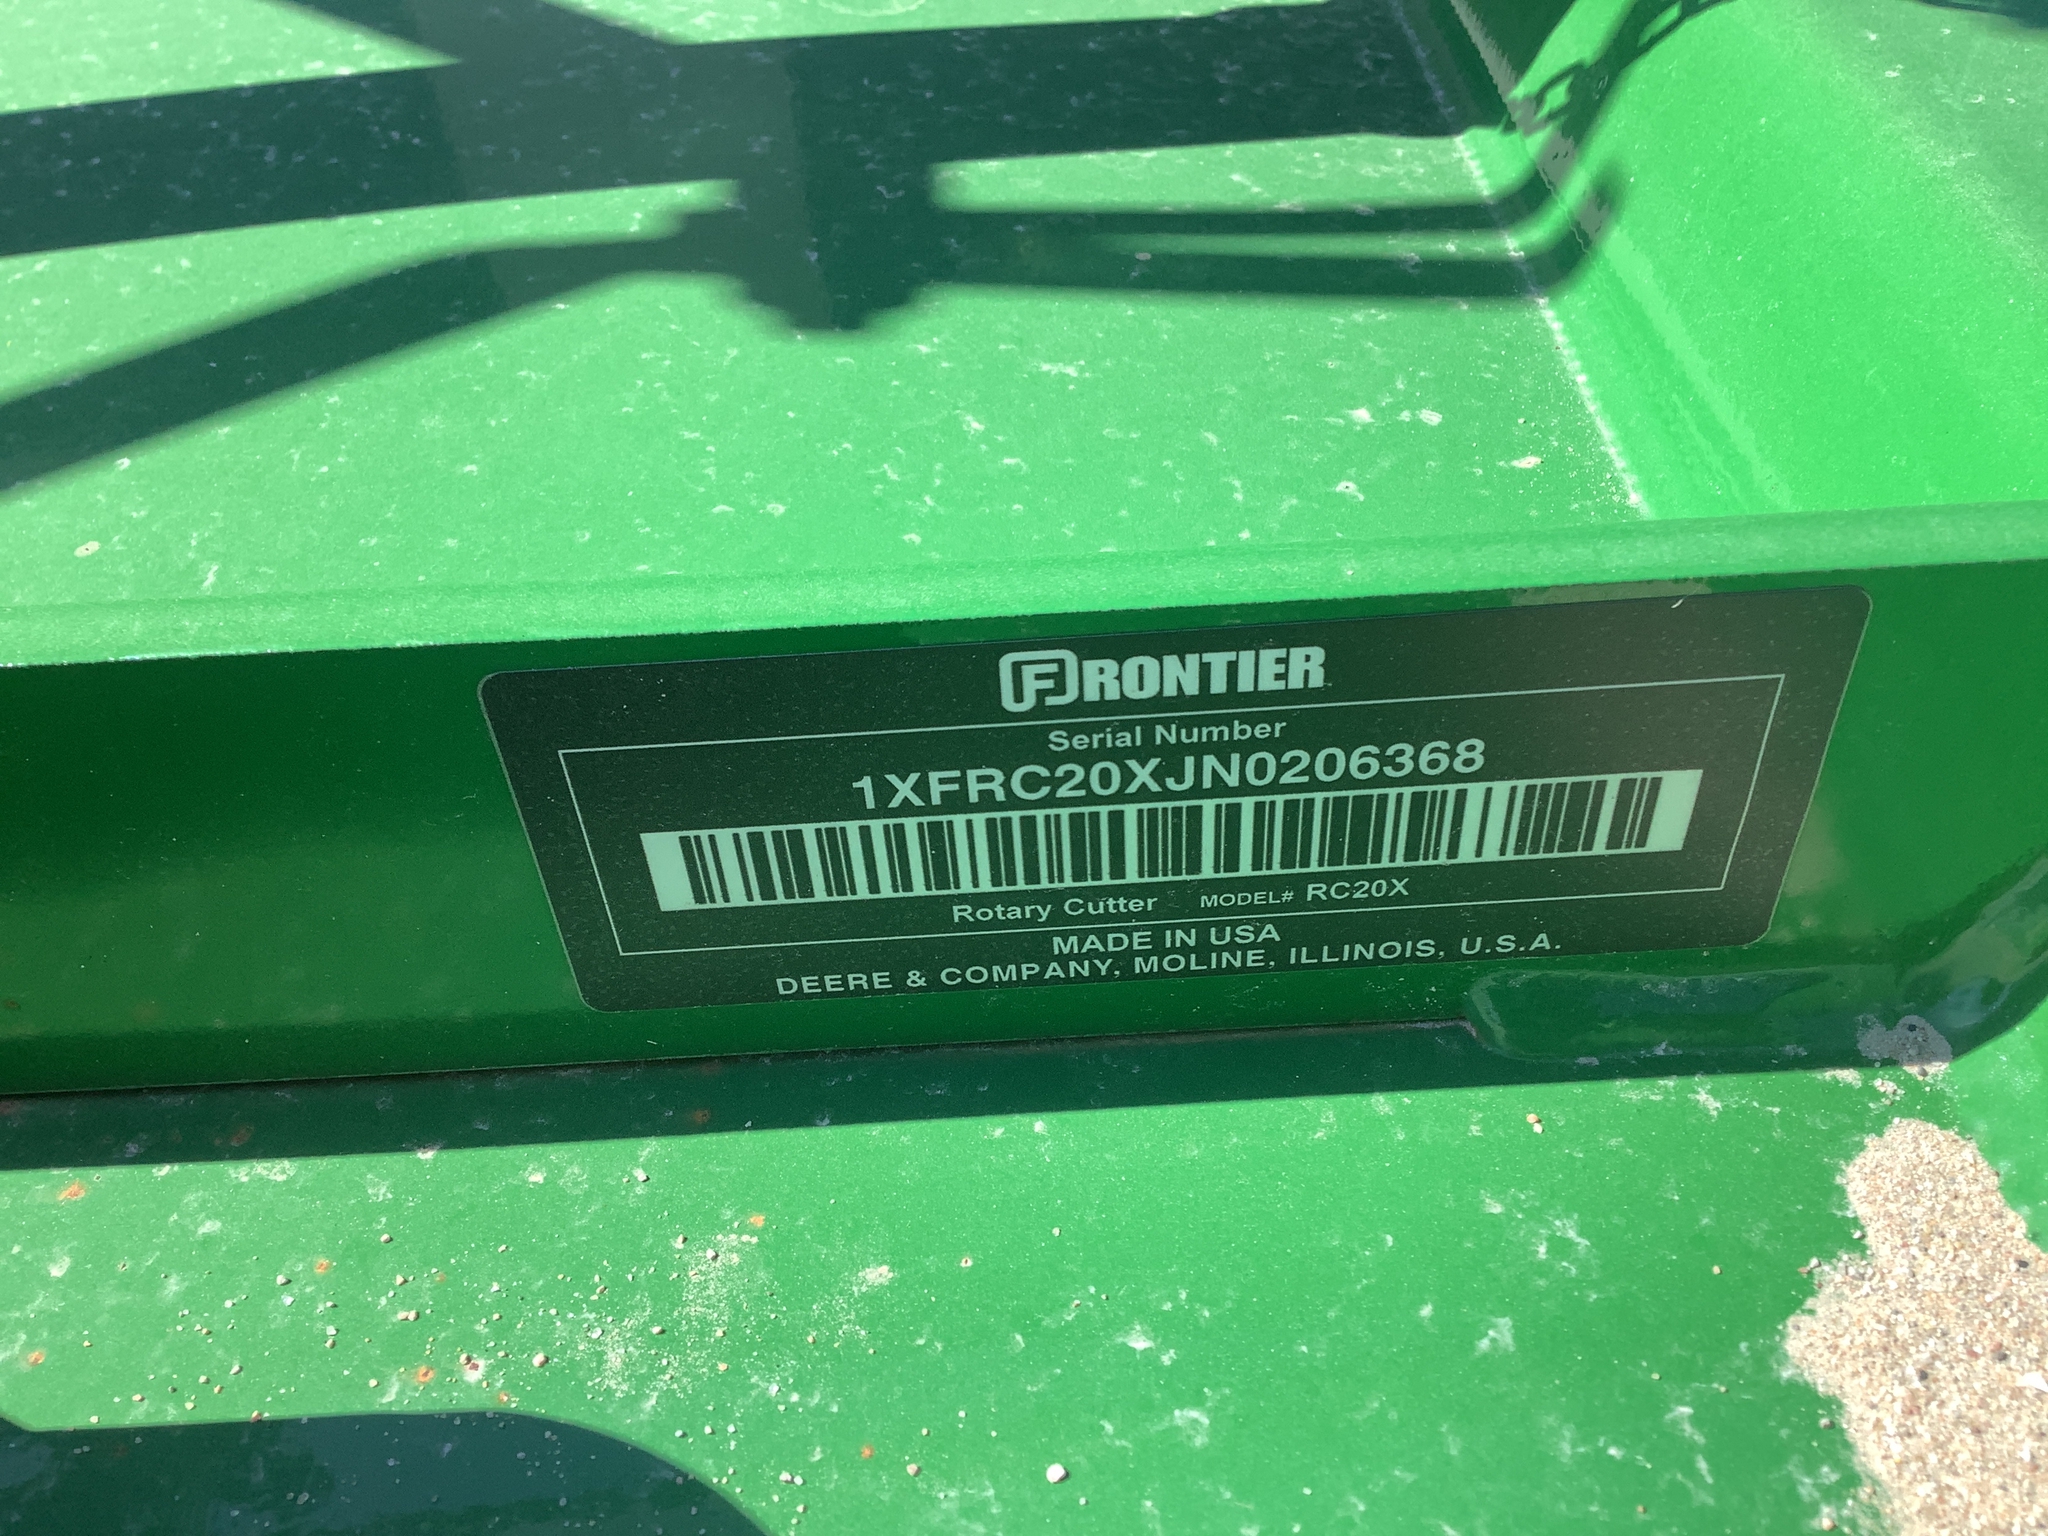 FRONTIER
Serial Number
1XFRC20XJN0206368
Rotary Cutter MODEL# RC20X
MADE IN USA
DEERE & COMPANY, MOLINE, ILLINOIS, U.S.A.